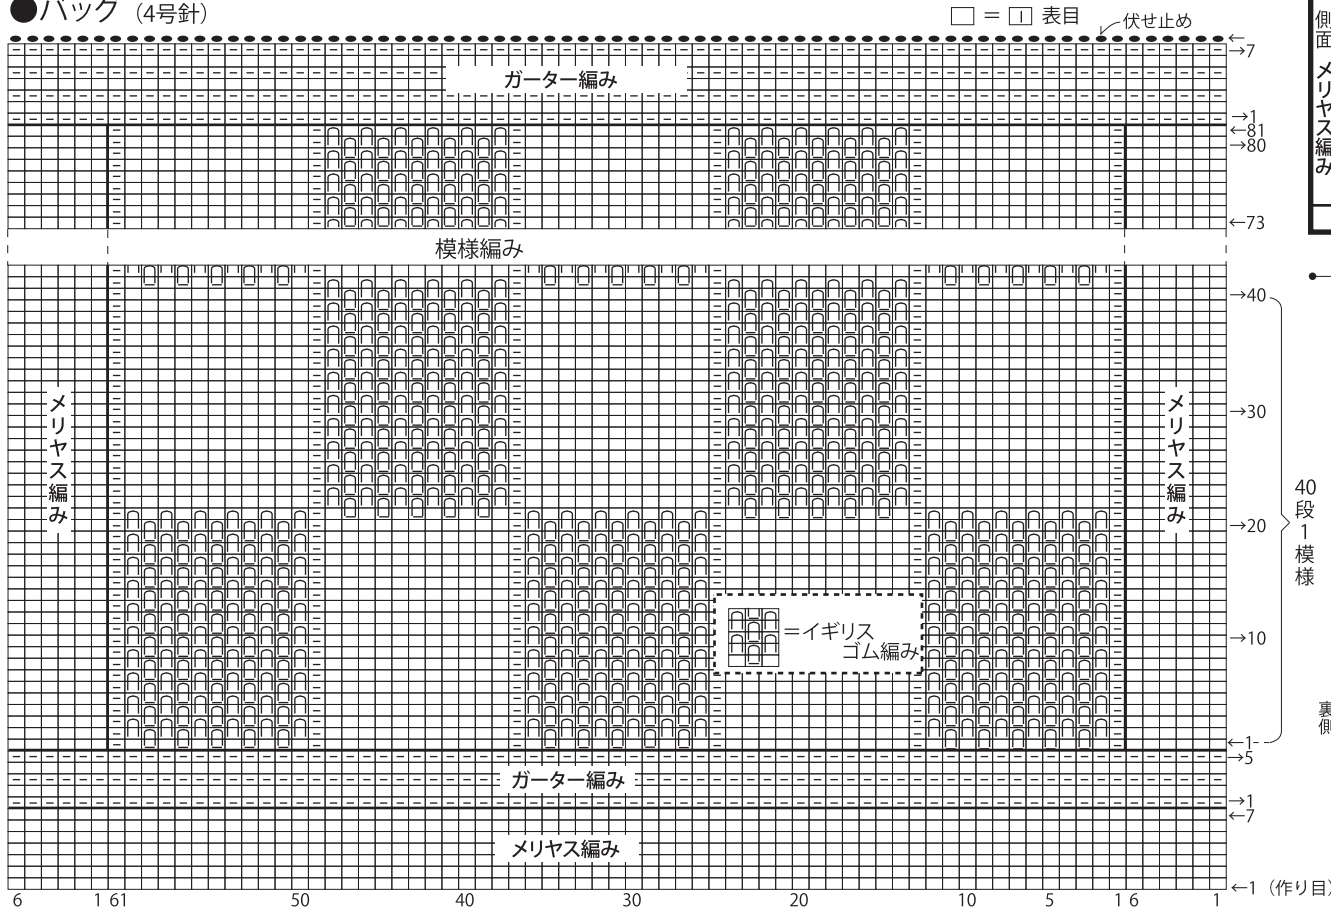 ●バック（4号針）
□ = 表目
伏せ止め
側面
メリヤス編み
←
→7
ガーター編み
→1
←81
→80
←73
模様編み
→40
メリヤス編み
メリヤス編み
→30
40段1模様
→20
=イギリスゴム編み
→10
裏側
←1
→5
ガーター編み
→1
←7
メリヤス編み
←1（作り目）
6 1 61 50 40 30 20 10 5 1 6 1